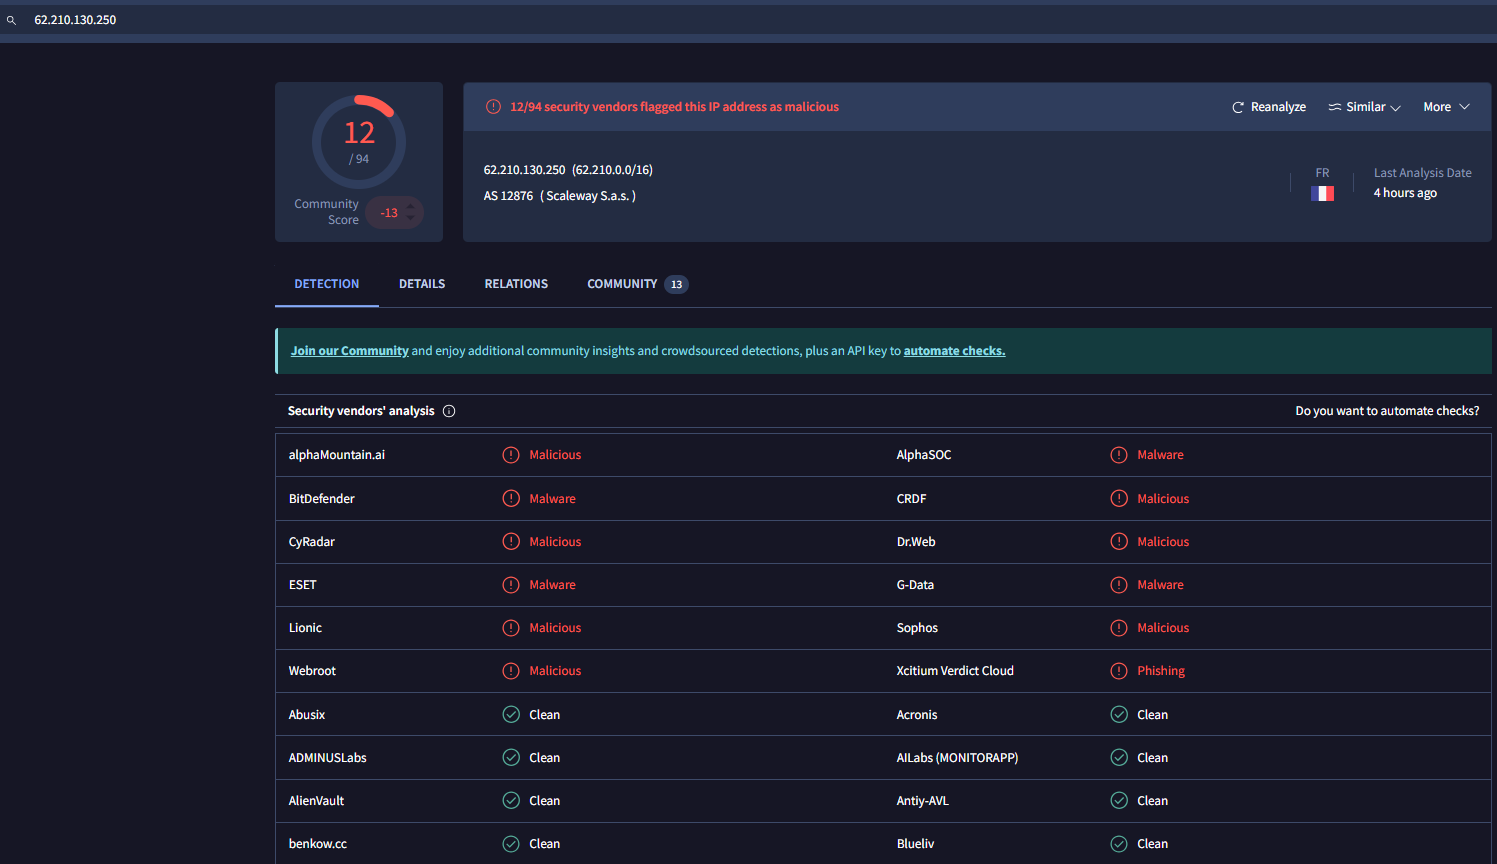 62.210.130.250
12
/ 94
Community
Score
-13
12/94 security vendors flagged this IP address as malicious
Reanalyze
Similar
More
62.210.130.250 (62.210.0.0/16)
AS 12876 ( Scaleway S.a.s. )
FR
Last Analysis Date
4 hours ago
DETECTION DETAILS RELATIONS COMMUNITY 13
Join our Community and enjoy additional community insights and crowdsourced detections, plus an API key to automate checks.
Security vendors' analysis
Do you want to automate checks?
alphaMountain.ai Malicious AlphaSOC Malware
BitDefender Malware CRDF Malicious
CyRadar Malicious Dr.Web Malicious
ESET Malware G-Data Malware
Lionic Malicious Sophos Malicious
Webroot Malicious Xcitium Verdict Cloud Phishing
Abusix Clean Acronis Clean
ADMINUSLabs Clean AILabs (MONITORAPP) Clean
AlienVault Clean Antiy-AVL Clean
benkow.cc Clean Blueliv Clean